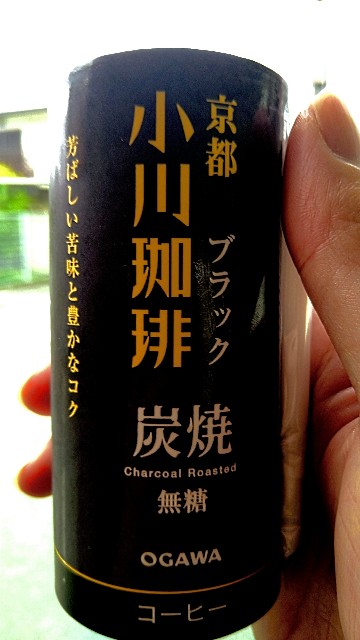 京都
小川珈琲
ブラック
芳ばしい苦味と豊かなコク
炭焼
Charcoal Roasted
無糖
OGAWA
コーヒー